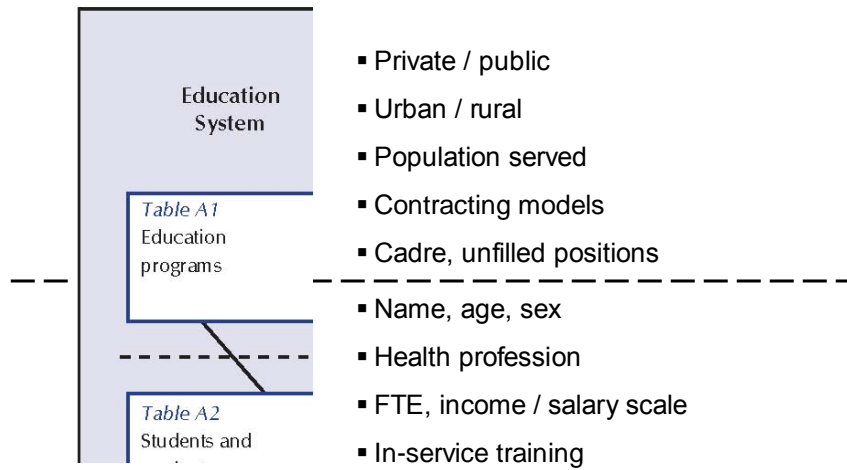 Education
System
Table A1
Education
programs
Table A2
Students and
▪ Private / public
▪ Urban / rural
▪ Population served
▪ Contracting models
▪ Cadre, unfilled positions
▪ Name, age, sex
▪ Health profession
▪ FTE, income / salary scale
▪ In-service training